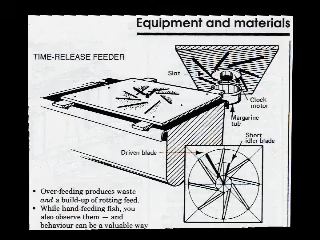 Equipment and materials
TIME-RELEASE FEEDER
Slot
Clock
motor
Margarine
tub
Short
idler blade
Driven blade
• Over-feeding produces waste
and a build-up of rotting feed.
• While hand-feeding fish, you
also observe them — and
behaviour can be a valuable way